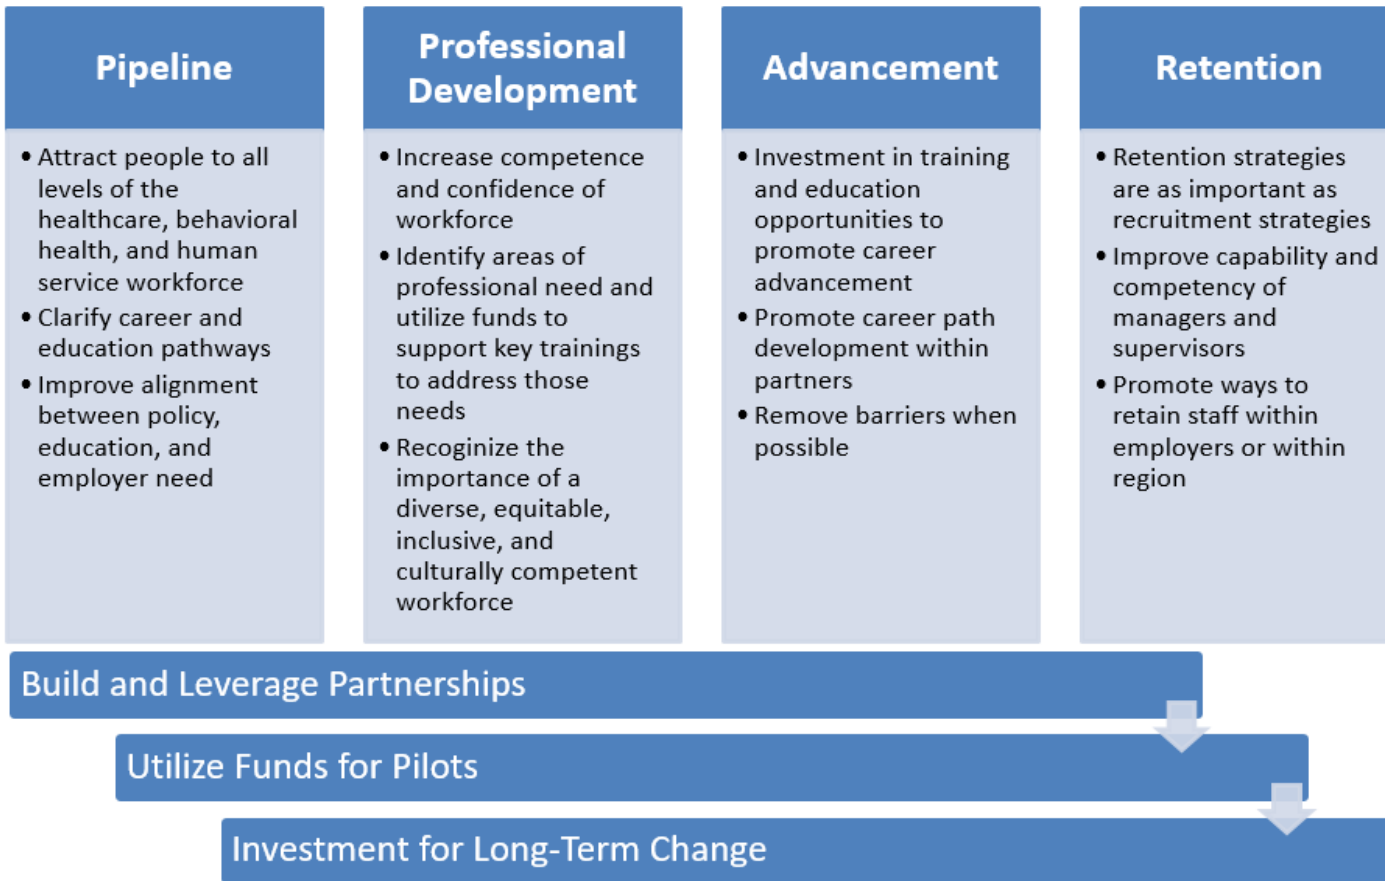 Pipeline
• Attract people to all
levels of the
healthcare, behavioral
health, and human
service workforce
• Clarify career and
education pathways
• Improve alignment
between policy,
education, and
employer need
Professional
Development
• Increase competence
and confidence of
workforce
• Identify areas of
professional need and
utilize funds to
support key trainings
to address those
needs
• Recoginize the
importance of a
diverse, equitable,
inclusive, and
culturally competent
workforce
Advancement
• Investment in training
and education
opportunities to
promote career
advancement
• Promote career path
development within
partners
• Remove barriers when
possible
Retention
• Retention strategies
are as important as
recruitment strategies
• Improve capability and
competency of
managers and
supervisors
• Promote ways to
retain staff within
employers or within
region
Build and Leverage Partnerships
Utilize Funds for Pilots
Investment for Long-Term Change